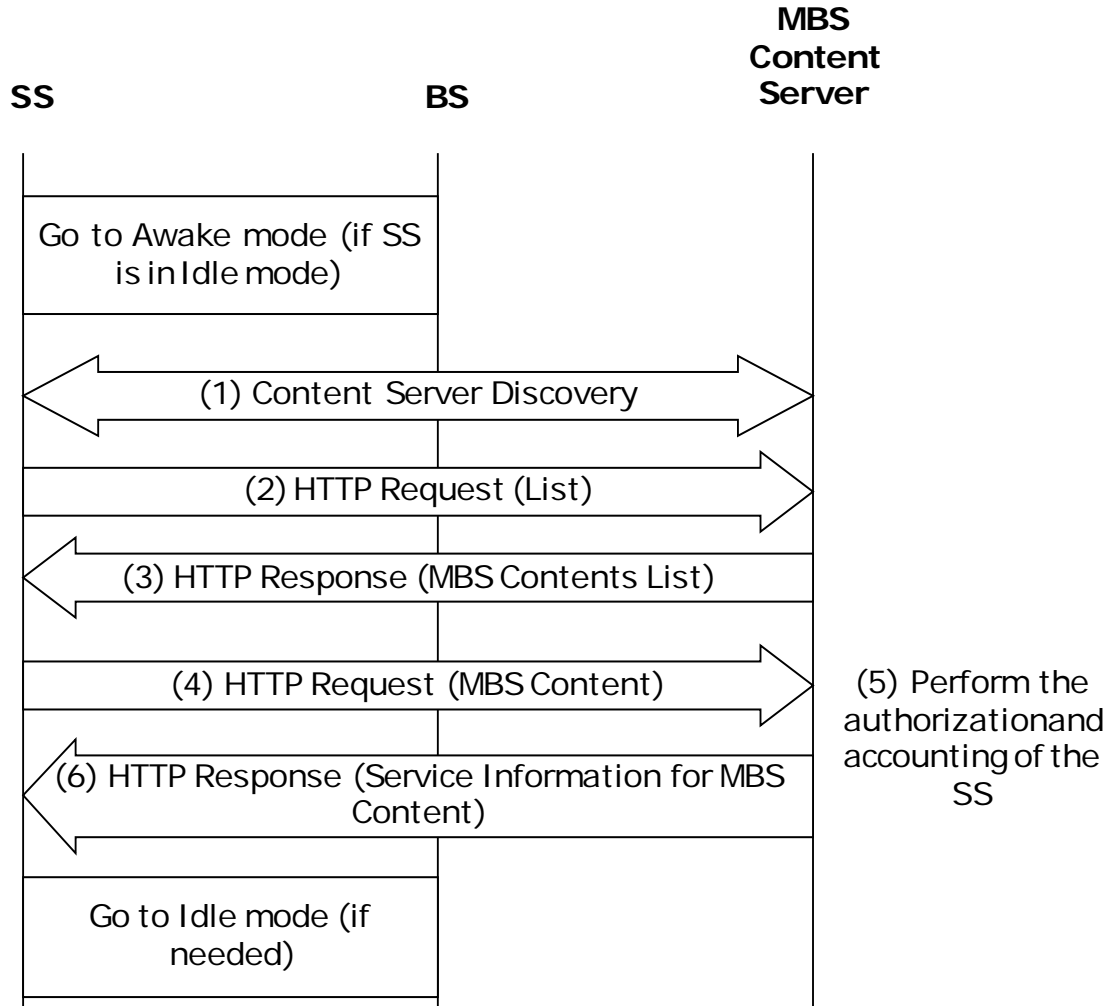 MBS
Content
Server
SS
BS
Go to Awake mode (if SS
is in Idle mode)
(1) Content Server Discovery
(2) HTTP Request (List)
(3) HTTP Response (MBS Contents List)
(4) HTTP Request (MBS Content)
(5) Perform the
authorizationand
accounting of the
SS
(6) HTTP Response (Service Information for MBS
Content)
Go to Idle mode (if
needed)